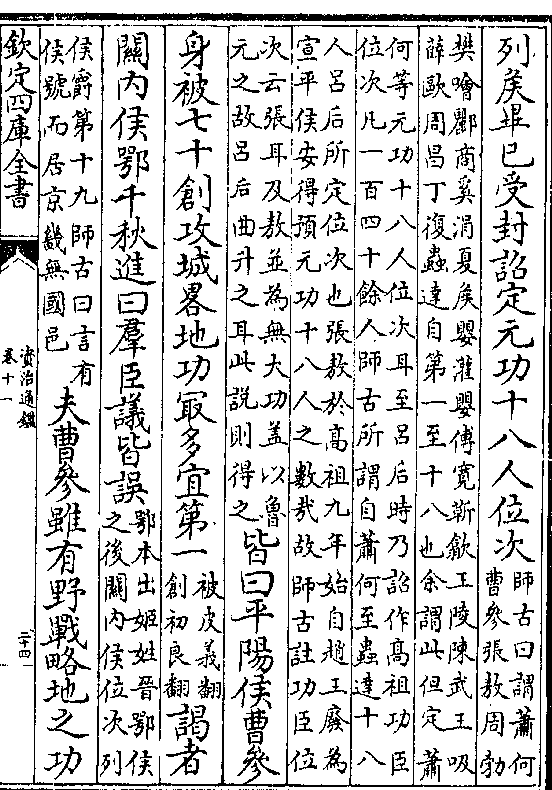 列矦畢已受封詔定元功十八人位次
師古曰謂蕭何
曹參張敖周勃
樊噲酈商奚涓夏矦嬰灌嬰傅寬靳歙王陵陳武王吸
薛歐周昌丁復蟲達自第一至十八也余謂此但定蕭
何等元功十八人位次耳至呂后時乃詔作髙祖功臣
位次凡一百四十餘人師古所謂自蕭何至蟲達十八
人呂后所定位次也張敖於高祖九年始自趙王廢為
宣平侯安得預元功十八人之數哉故師古註功臣位
次云張耳及敖並為無大功盖以魯
元之故呂后曲升之耳此說則得之
皆曰平陽侯曹參
身被七十創攻城畧地功冣多宜第一
被皮義翻
創初良翻
謁者
關内侯鄂千秋進曰羣臣議皆誤
鄂本出姬姓晉鄂侯
之後關内侯位次列
侯爵第十九師古曰言有
侯號而居京畿無國邑
夫曹參雖有野戰略地之功
欽定四庫全書
資治通鑑
卷十一